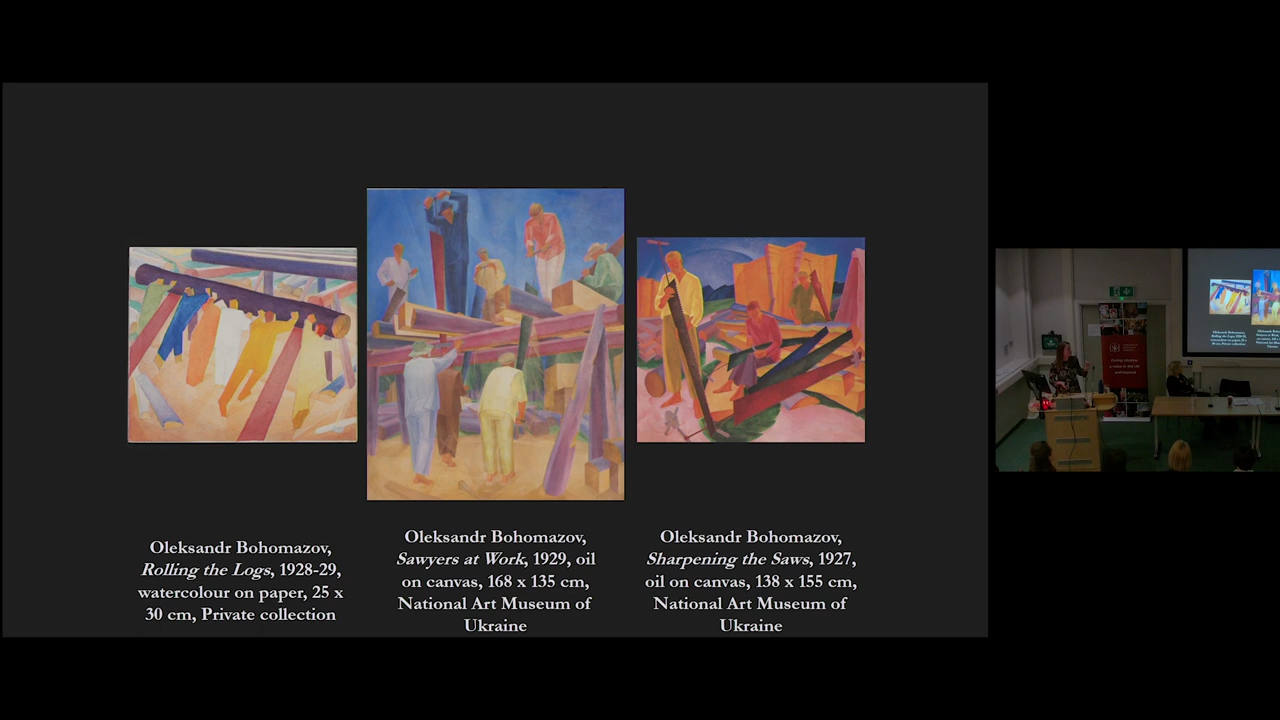 Oleksandr Bohomazov,
Rolling the Logs, 1928-29,
watercolour on paper, 25 x
30 cm, Private collection
Oleksandr Bohomazov,
Sawyers at Work, 1929, oil
on canvas, 168 x 135 cm,
National Art Museum of
Ukraine
Oleksandr Bohomazov,
Sharpening the Saws, 1927,
oil on canvas, 138 x 155 cm,
National Art Museum of
Ukraine